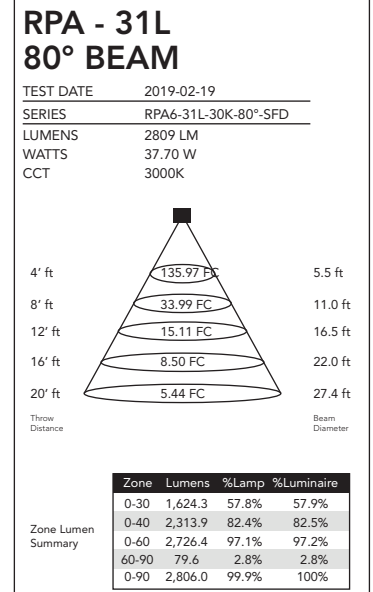 RPA - 31L
80° BEAM
TEST DATE 2019-02-19
SERIES RPA6-31L-30K-80°-SFD
LUMENS 2809 LM
WATTS 37.70 W
CCT 3000K
4’ ft 135.97 FC 5.5 ft
8’ ft 33.99 FC 11.0 ft
12’ ft 15.11 FC 16.5 ft
16’ ft 8.50 FC 22.0 ft
20’ ft 5.44 FC 27.4 ft
Throw Beam
Distance Diameter
Zone Lumens %Lamp %Luminaire
0-30 1,624.3 57.8% 57.9%
0-40 2,313.9 82.4% 82.5%
Zone Lumen
Summary
0-60 2,726.4 97.1% 97.2%
60-90 79.6 2.8% 2.8%
0-90 2,806.0 99.9% 100%